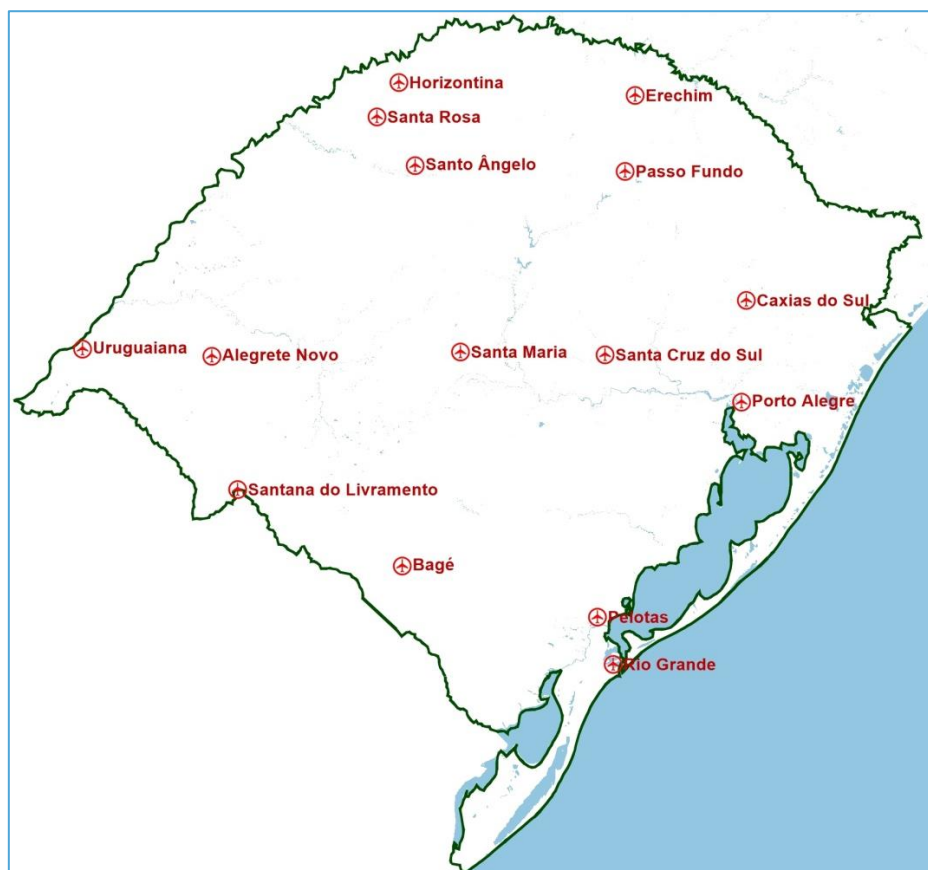 Horizontina
Erechim
Santa Rosa
Santo Ângelo
Passo Fundo
Caxias do Sul
Uruguaiana
Alegrete Novo
Santa Maria
Santa Cruz do Sul
Porto Alegre
Santana do Livramento
Bagé
Pelotas
Rio Grande